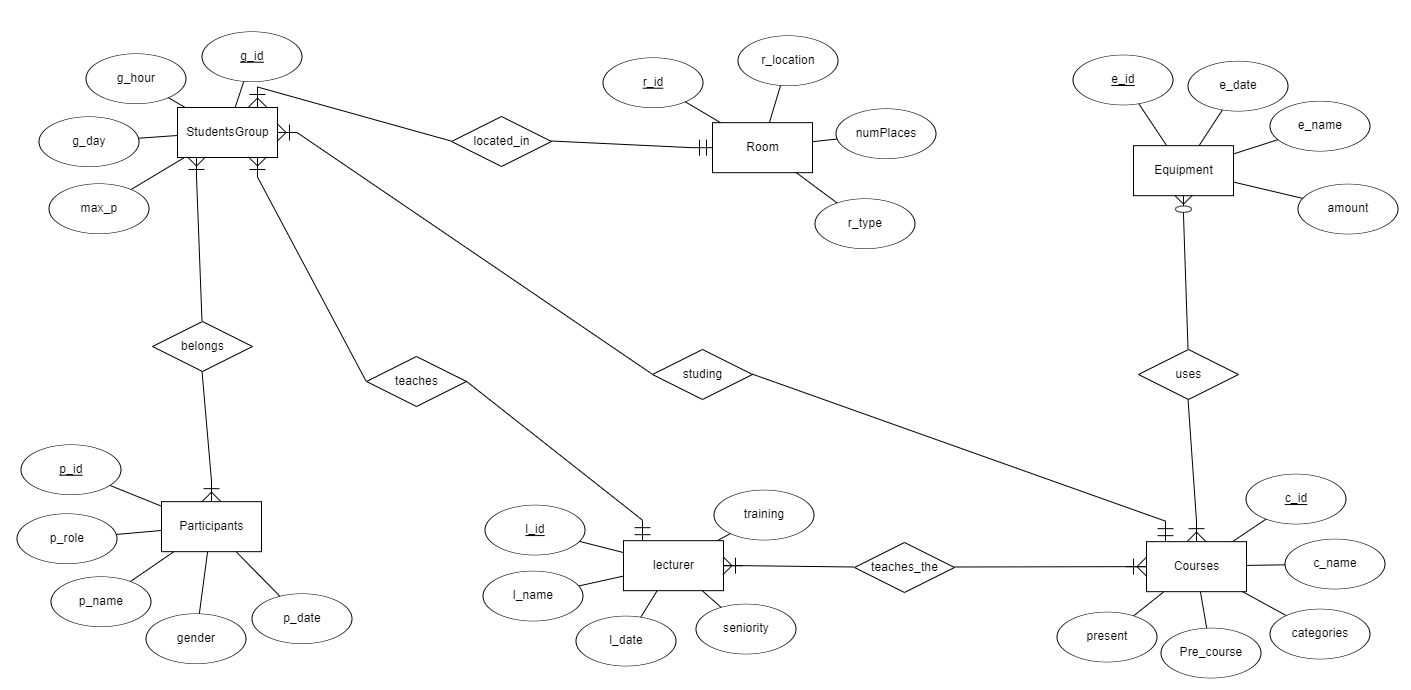 g_id
g_hour
StudentsGroup
g_day
max_p
located_in
r_id
r_location
Room
numPlaces
r_type
e_id
e_date
e_name
Equipment
amount
belongs
teaches
studing
uses
p_id
Participants
p_role
p_name
gender
p_date
l_id
training
lecturer
l_name
l_date
seniority
teaches_the
c_id
Courses
c_name
present
Pre_course
categories